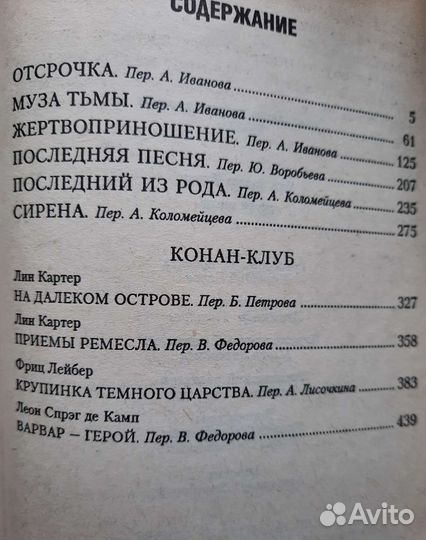 СОДЕРЖАНИЕ
ОТСРОЧКА. Пер. А. Иванова 5
МУЗА ТЬМЫ. Пер. А. Иванова 61
ЖЕРТВОПРИНОШЕНИЕ. Пер. А. Иванова 125
ПОСЛЕДНЯЯ ПЕСНЯ. Пер. Ю. Воробьева 207
ПОСЛЕДНИЙ ИЗ РОДА. Пер. А. Коломейцева 235
СИРЕНА. Пер. А. Коломейцева 275
КОНАН-КЛУБ
Лин Картер
НА ДАЛЕКОМ ОСТРОВЕ. Пер. Б. Петрова 327
Лин Картер
ПРИЕМЫ РЕМЕСЛА. Пер. В. Федорова 358
Фриц Лейбер
КРУПИНКА ТЕМНОГО ЦАРСТВА. Пер. А. Лисочкина 383
Леон Спрэг де Камп
ВАРВАР – ГЕРОЙ. Пер. В. Федорова 439
Avito